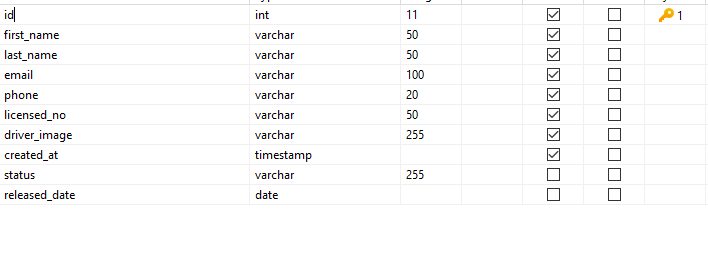 id int 11 1
first_name varchar 50
last_name varchar 50
email varchar 100
phone varchar 20
licensed_no varchar 50
driver_image varchar 255
created_at timestamp
status varchar 255
released_date date